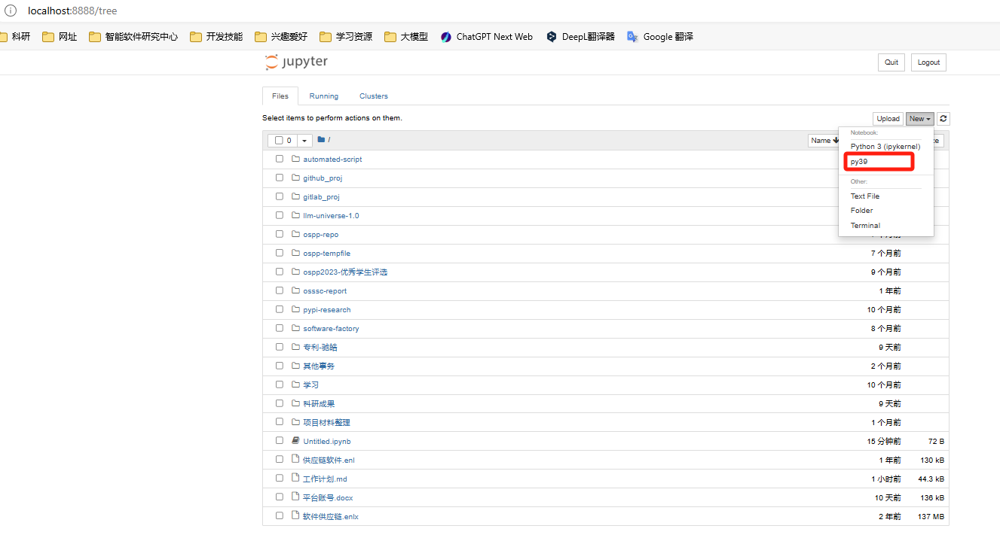 localhost:8888/tree
科研 网址 智能软件研究中心 开发技能 兴趣爱好 学习资源 大模型 ChatGPT Next Web DeepL翻译器 Google 翻译
jupyter Quit Logout
Files Running Clusters
Select items to perform actions on them. Upload New
0 / Name
Notebook:
Python 3 (ipykernel)
py39
Other:
Text File
Folder
Terminal
automated-script
github_proj
gitlab_proj
llm-universe-1.0
ospp-repo
ospp-tempfile 7 个月前
ospp2023-优秀学生评选 9 个月前
osssc-report 1 年前
pypi-research 10 个月前
software-factory 8 个月前
专利-驰皓 9 天前
其他事务 2 个月前
学习 10 个月前
科研成果 9 天前
项目材料整理 1 个月前
Untitled.ipynb 15 分钟前 72 B
供应链软件.enl 1 年前 130 kB
工作计划.md 1 小时前 44.3 kB
平台账号.docx 10 天前 136 kB
软件供应链.enlx 2 年前 137 MB